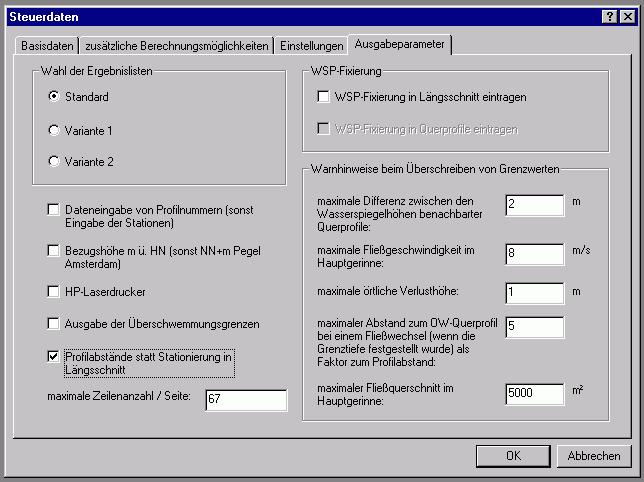 Steuerdaten
Basisdaten
zusätzliche Berechnungsmöglichkeiten
Einstellungen
Ausgabeparameter
Wahl der Ergebnislisten
Standard
Variante 1
Variante 2
Dateneingabe von Profilnummern (sonst
Eingabe der Stationen)
Bezugshöhe m ü. HN (sonst NN+m Pegel
Amsterdam)
HP-Laserdrucker
Ausgabe der Überschwemmungsgrenzen
Profilabstände statt Stationierung in
Längsschnitt
maximale Zeilenanzahl / Seite:
67
WSP-Fixierung
WSP-Fixierung in Längsschnitt eintragen
WSP-Fixierung in Querprofile eintragen
Warnhinweise beim Überschreiben von Grenzwerten
maximale Differenz zwischen den
Wasserspiegelhöhen benachbarter
Querprofile:
2
m
maximale Fließgeschwindigkeit im
Hauptgerinne:
8
m/s
maximale örtliche Verlusthöhe:
1
m
maximaler Abstand zum OW-Querprofil
bei einem Fließwechsel (wenn die
Grenztiefe festgestellt wurde) als
Faktor zum Profilabstand:
5
maximaler Fließquerschnitt im
Hauptgerinne:
5000
m²
OK
Abbrechen